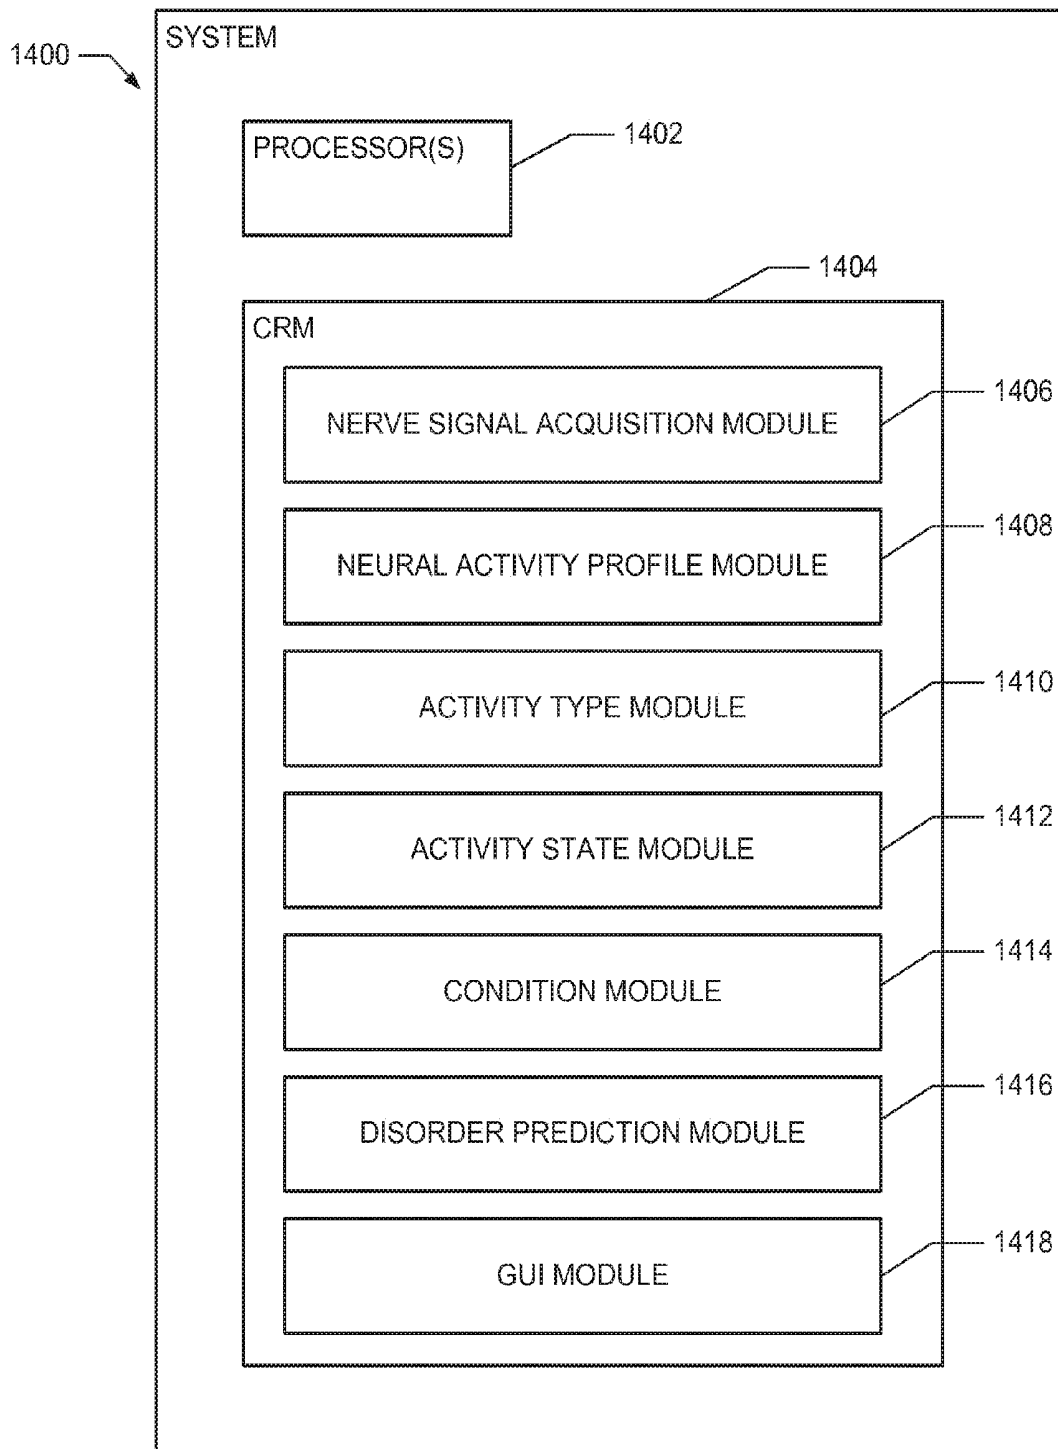 SYSTEM
1400
PROCESSOR(S)
1402
1404
CRM
NERVE SIGNAL ACQUISITION MODULE
1406
NEURAL ACTIVITY PROFILE MODULE
1408
ACTIVITY TYPE MODULE
1410
ACTIVITY STATE MODULE
1412
CONDITION MODULE
1414
DISORDER PREDICTION MODULE
1416
GUI MODULE
1418